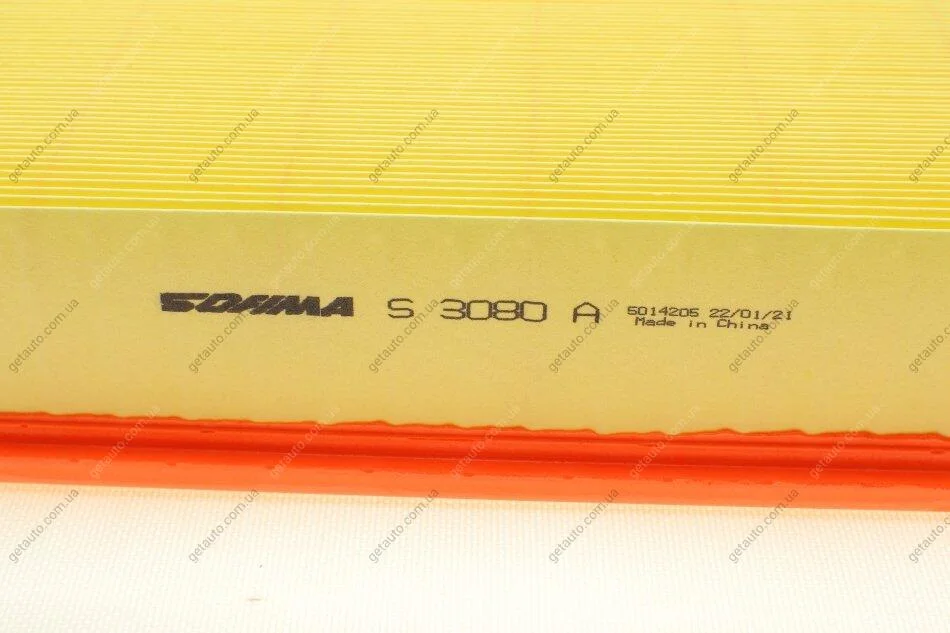 SOFIMA S 3080 A 5014205 22/01/21
Made in China
getauto.com.ua